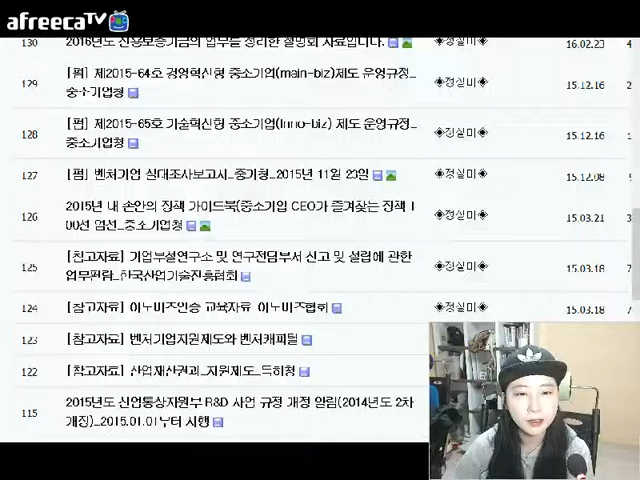 afreecaTV
130 2016년도 신용보증기금의 업무를 정리한 설명회 자료입니다. ◈정실미◈ 16.02.23 4
129 [펌] 제2015-64호 경영혁신형 중소기업(main-biz)제도 운영규정_ ◈정실미◈ 15.12.16 2
중소기업청
128 [펌] 제2015-65호 기술혁신형 중소기업(Inno-biz) 제도 운영규정_ ◈정실미◈ 15.12.16
중소기업청
127 [펌] 벤처기업 실태조사보고서_중기청_2015년 11월 23일 ◈정실미◈ 15.12.08
126 2015년 내 손안의 정책 가이드북(중소기업 CEO가 즐겨찾는 정책 1 ◈정실미◈ 15.03.21 3
00선 엄선_중소기업청
125 [참고자료] 기업부설연구소 및 연구전담부서 신고 및 설립에 관한 ◈정실미◈ 15.03.18 7
업무편람_한국산업기술진흥협회
124 [참고자료] 이노비즈인증 교육자료_이노비즈협회 ◈정실미◈ 15.03.18 7
123 [참고자료] 벤처기업지원제도와 벤처캐피탈
122 [참고자료] 산업재산권과_지원제도_특허청
115 2015년도 산업통상자원부 R&D 사업 규정 개정 알림(2014년도 2차
개정)_2015.01.01부터 시행